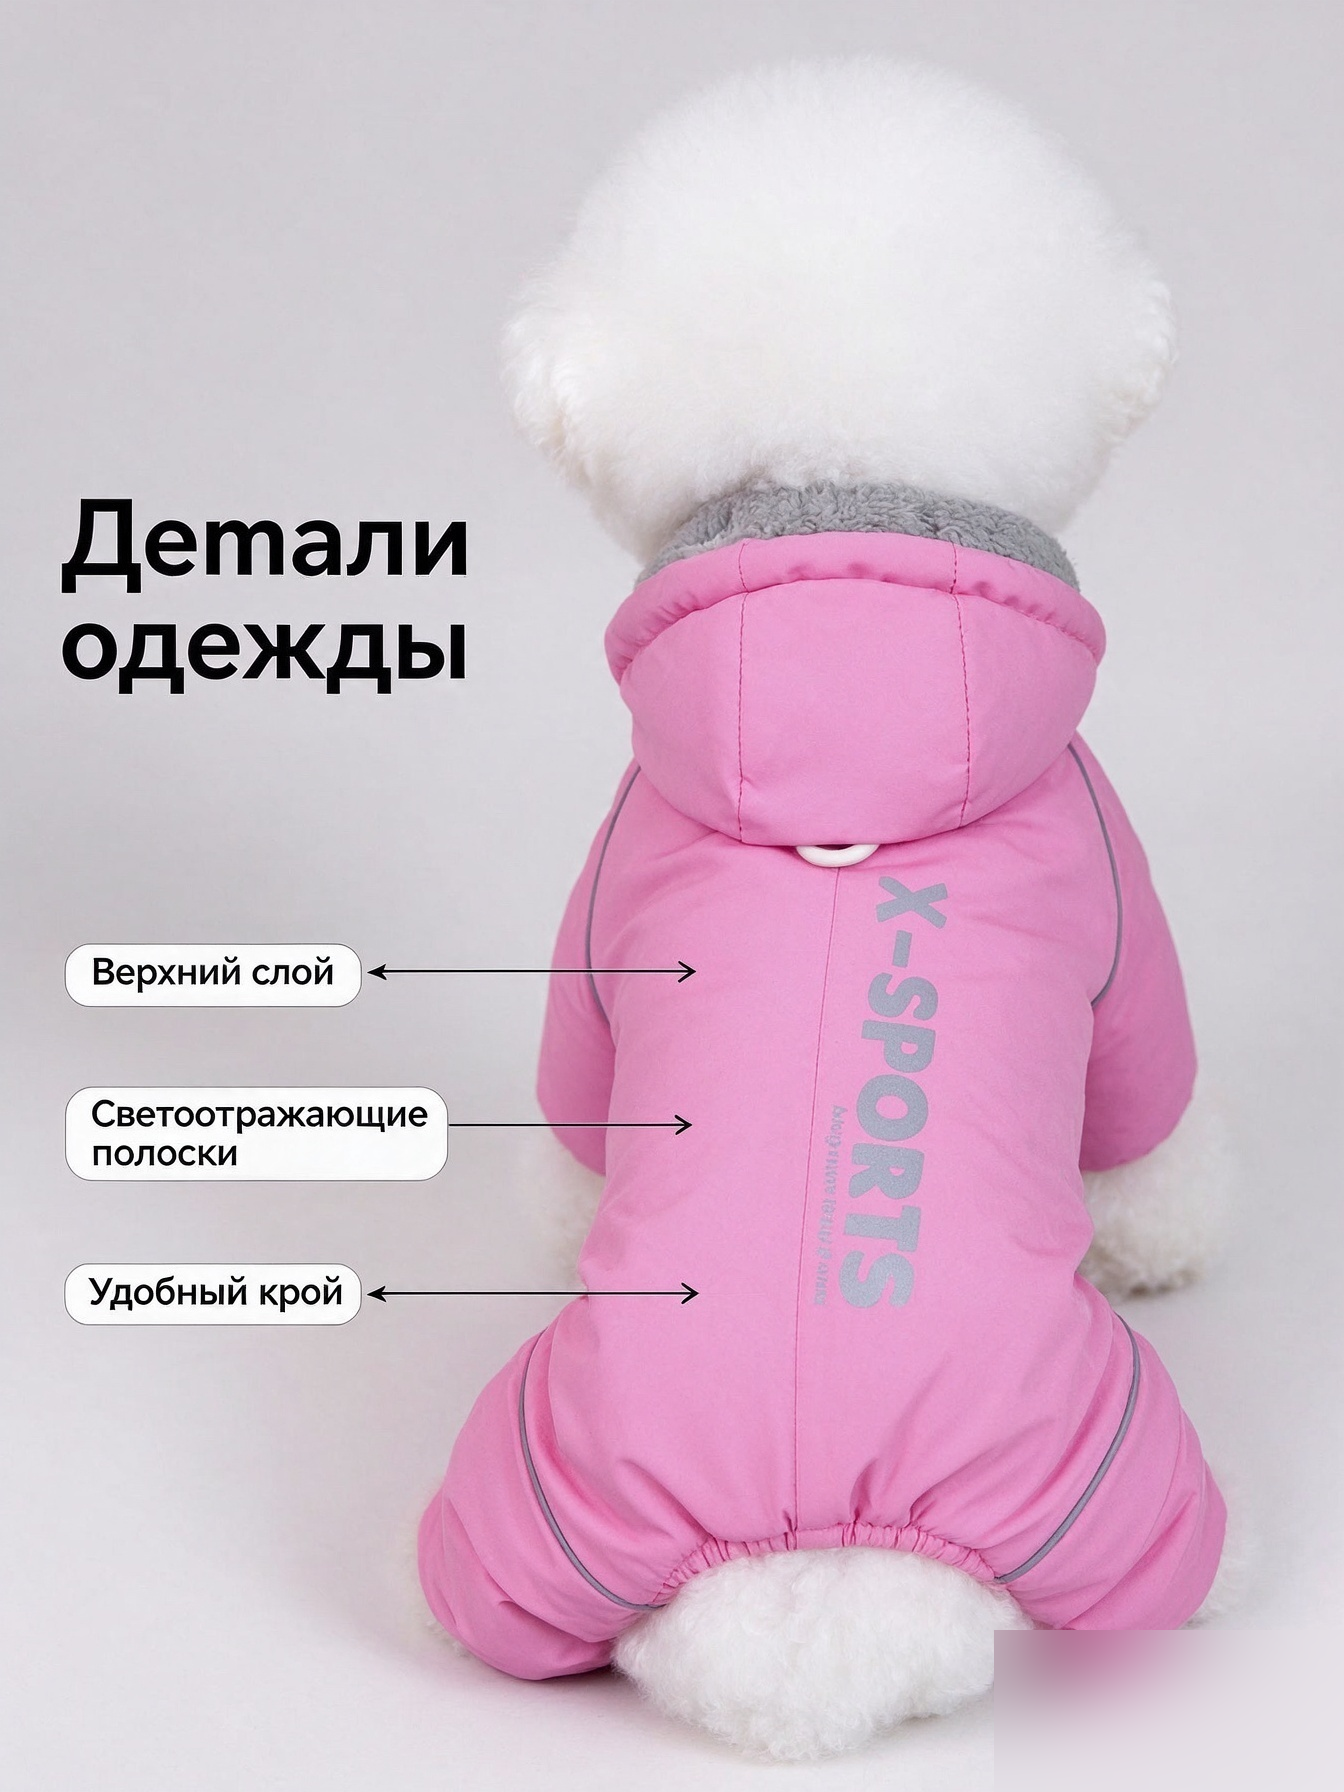 Детали
одежды
Верхний слой
Светоотражающие
полоски
Удобный крой
X-SPORTS